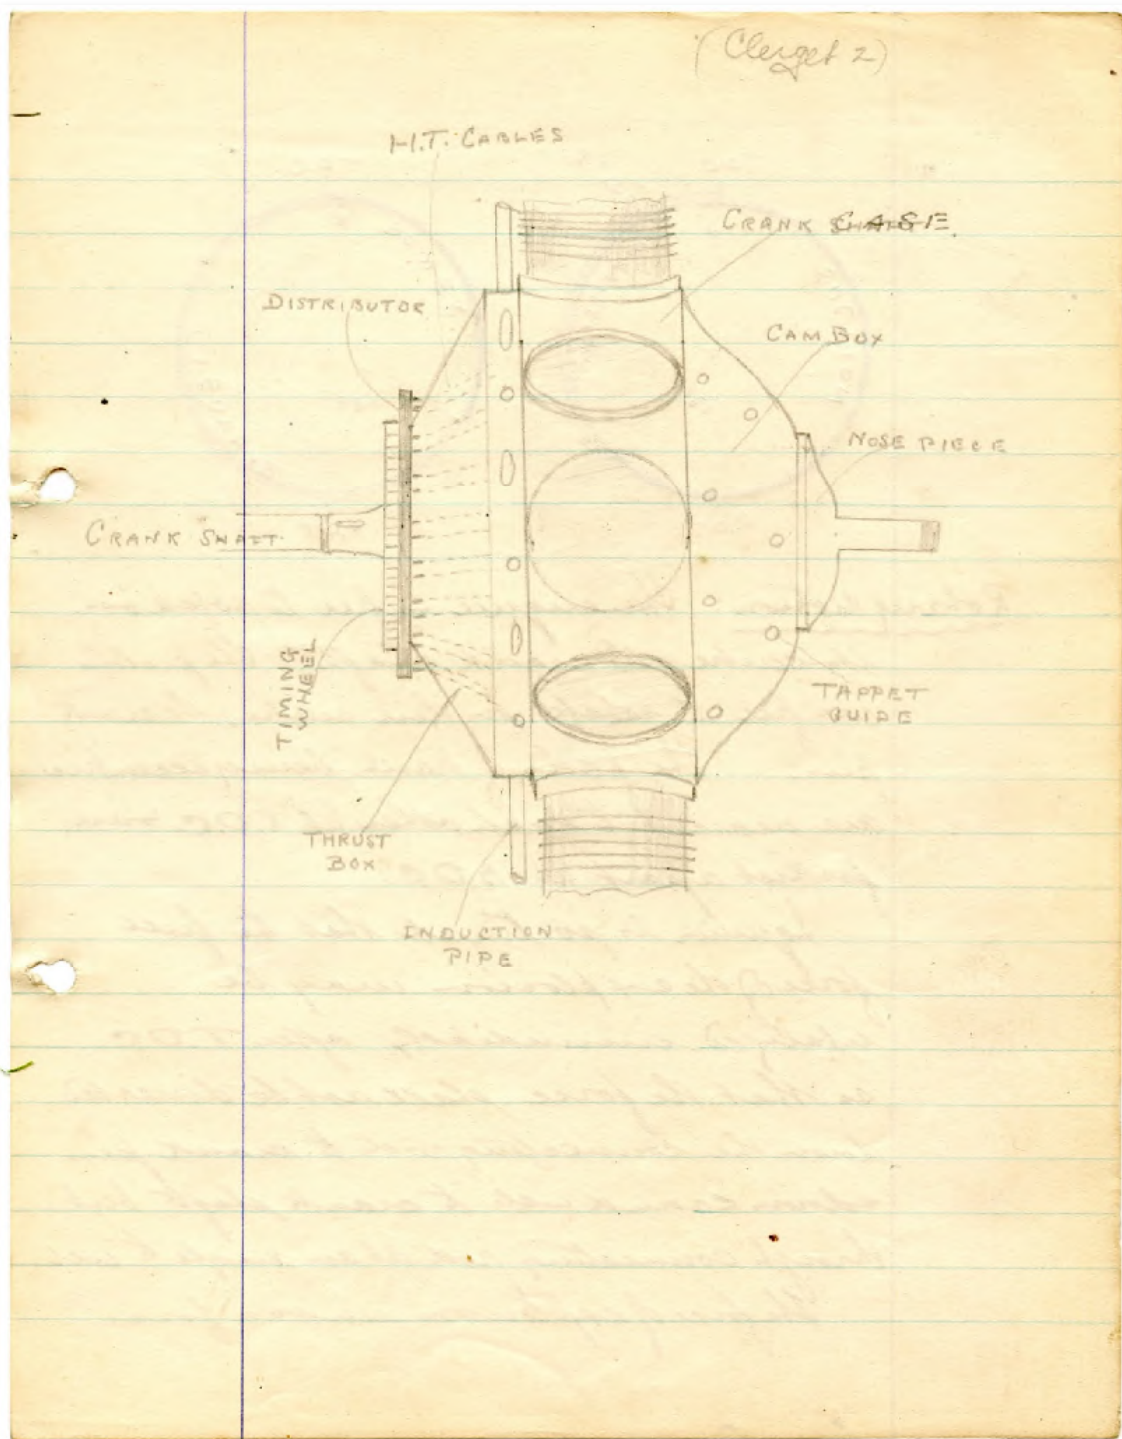 (Clerget 2)
H.T. CABLES
CRANK CASE.
DISTRIBUTOR
CAM BOX
NOSE PIECE
CRANK SHAFT.
TIMING
WHEEL
TAPPET
GUIDE
THRUST
BOX
INDUCTION
PIPE